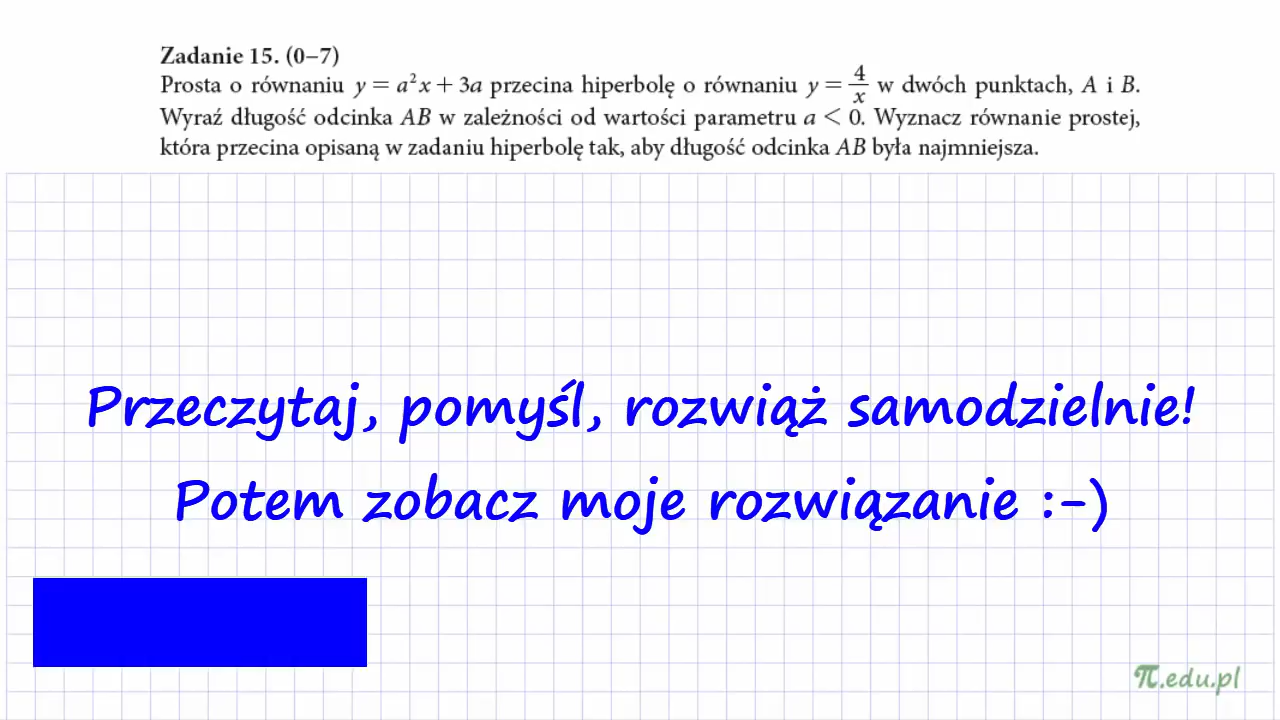 Zadanie 15. (0–7)
Prosta o równaniu y = a²x + 3a przecina hiperbolę o równaniu y = 4/x w dwóch punktach, A i B.
Wyraź długość odcinka AB w zależności od wartości parametru a < 0. Wyznacz równanie prostej,
która przecina opisaną w zadaniu hiperbolę tak, aby długość odcinka AB była najmniejsza.
Przeczytaj, pomyśl, rozwiąż samodzielnie!
Potem zobacz moje rozwiązanie :-)
π.edu.pl